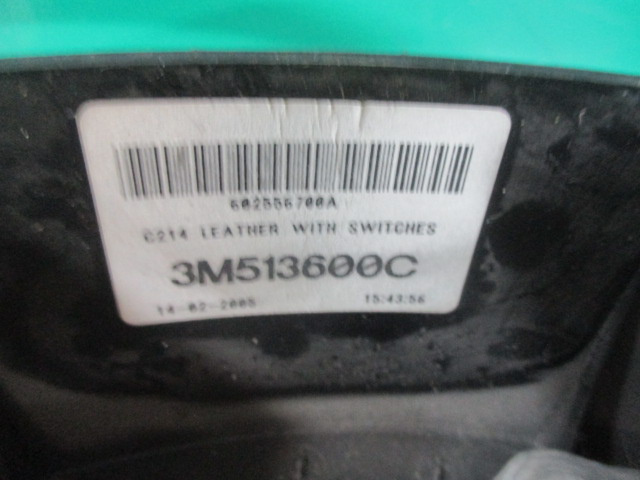 602556700A
C214 LEATHER WITH SWITCHES
3M513600C
14-02-2005 15:43:56